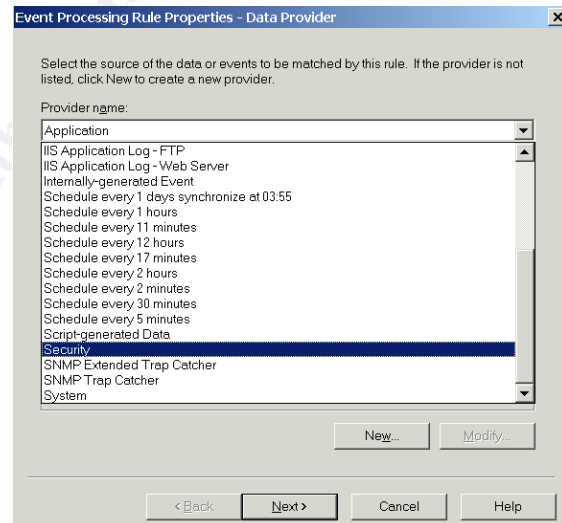 Event Processing Rule Properties - Data Provider
Select the source of the data or events to be matched by this rule. If the provider is not
listed, click New to create a new provider.
Provider name:
Application
IIS Application Log - FTP
IIS Application Log - Web Server
Internally-generated Event
Schedule every 1 days synchronize at 03:55
Schedule every 1 hours
Schedule every 11 minutes
Schedule every 12 hours
Schedule every 17 minutes
Schedule every 2 hours
Schedule every 2 minutes
Schedule every 30 minutes
Schedule every 5 minutes
Script-generated Data
Security
SNMP Extended Trap Catcher
SNMP Trap Catcher
System
New... Modify...
< Back Next > Cancel Help